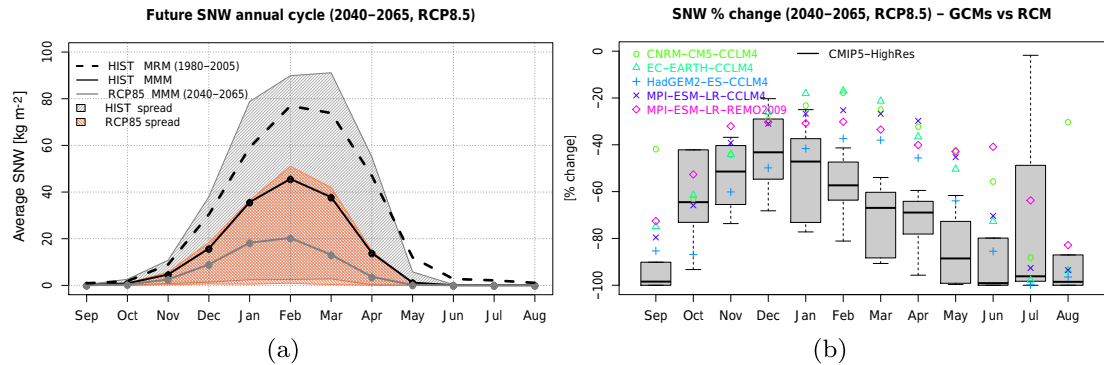 Future SNW annual cycle (2040−2065, RCP8.5)
Average SNW [kg m-2]
100
80
60
40
20
0
HIST MRM (1980−2005)
HIST MMM
RCP85 MMM (2040−2065)
HIST spread
RCP85 spread
Sep Oct Nov Dec Jan Feb Mar Apr May Jun Jul Aug
(a)
SNW % change (2040−2065, RCP8.5) − GCMs vs RCM
[% change]
0
−20
−40
−60
−80
−100
CNRM−CM5−CCLM4
EC−EARTH−CCLM4
HadGEM2−ES−CCLM4
MPI−ESM−LR−CCLM4
MPI−ESM−LR−REMO2009
CMIP5−HighRes
Sep Oct Nov Dec Jan Feb Mar Apr May Jun Jul Aug
(b)